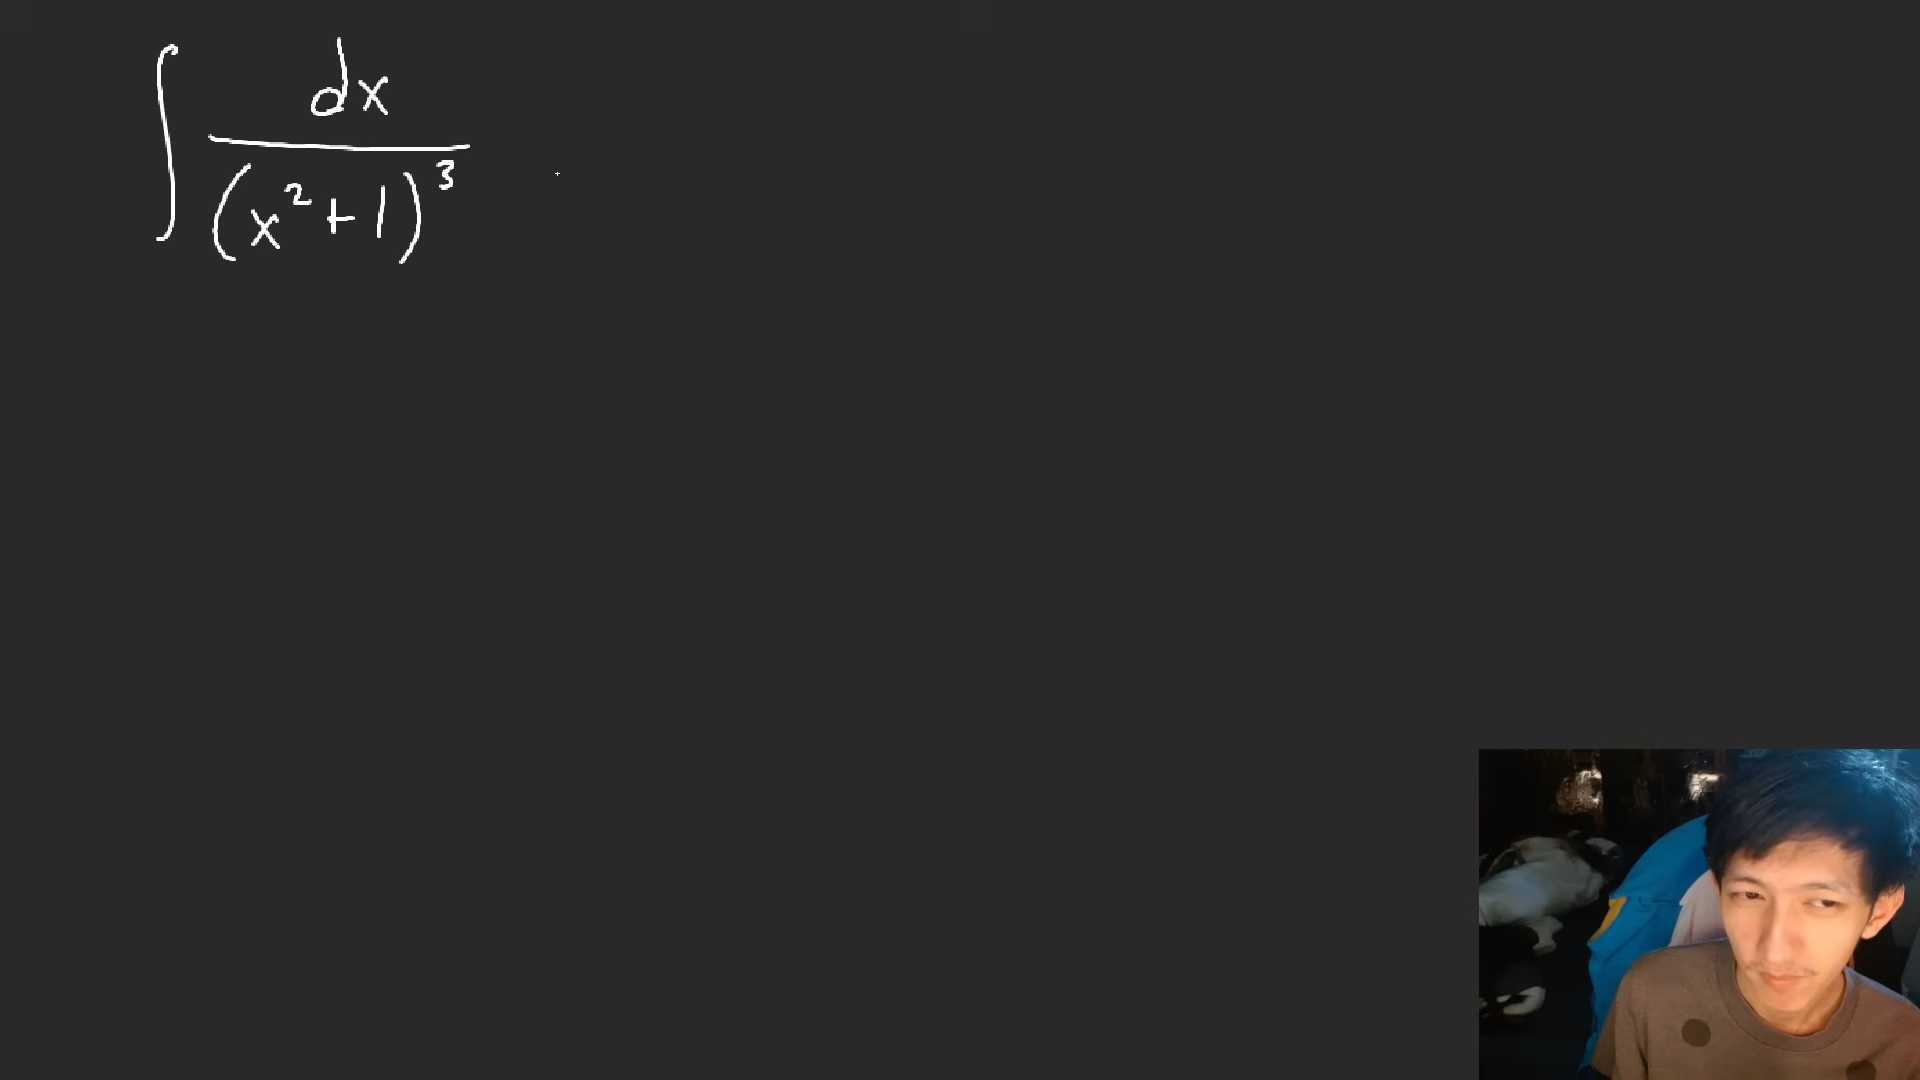 ∫ dx
(x²+1)³